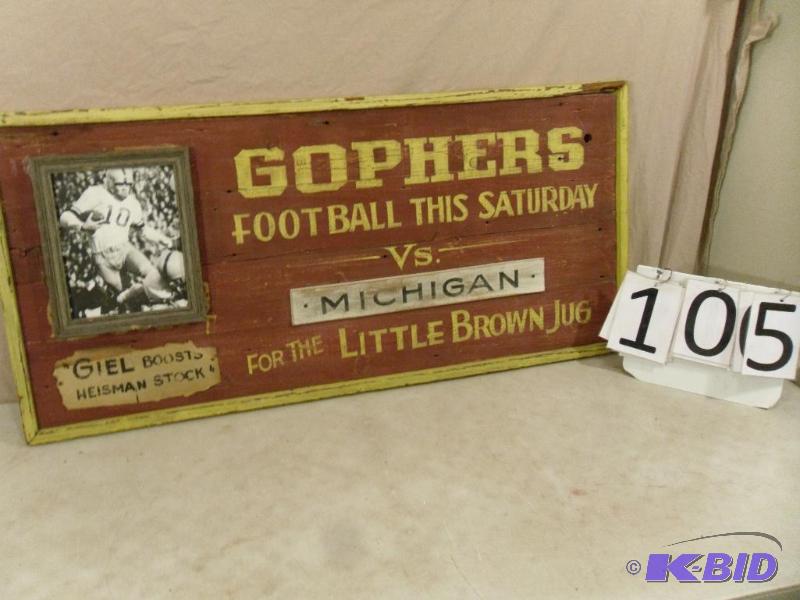 GOPHERS
FOOTBALL THIS SATURDAY
Vs.
· MICHIGAN ·
FOR THE LITTLE BROWN JUG
10
"GIEL BOOSTS
HEISMAN STOCK"
105
© K-BID